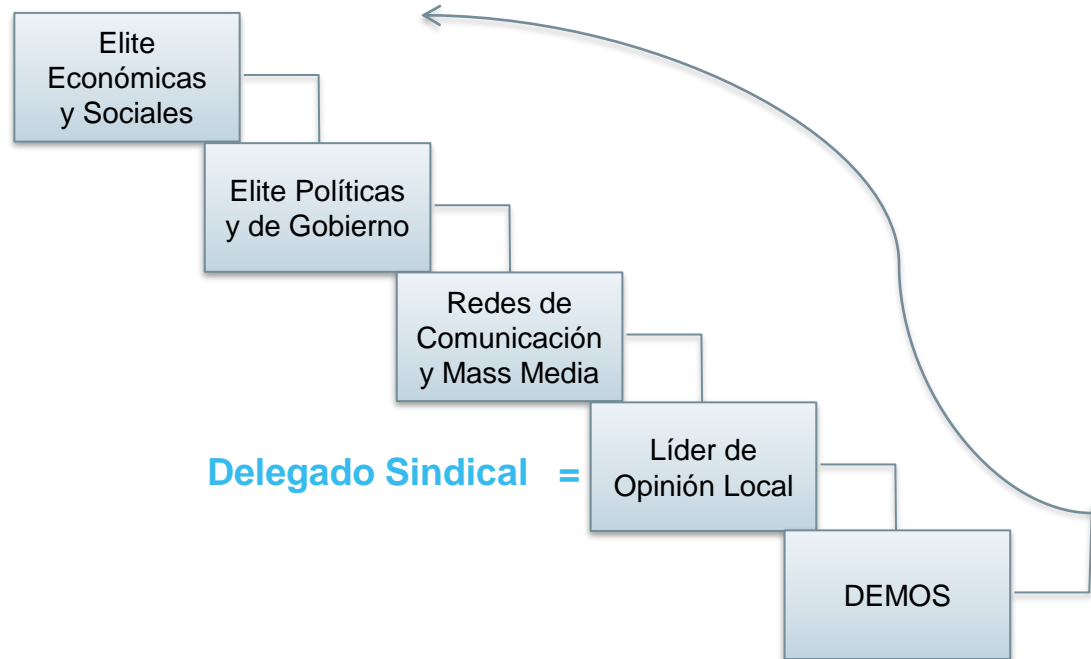 Elite
Económicas
y Sociales
Elite Políticas
y de Gobierno
Redes de
Comunicación
y Mass Media
Delegado Sindical =
Líder de
Opinión Local
DEMOS